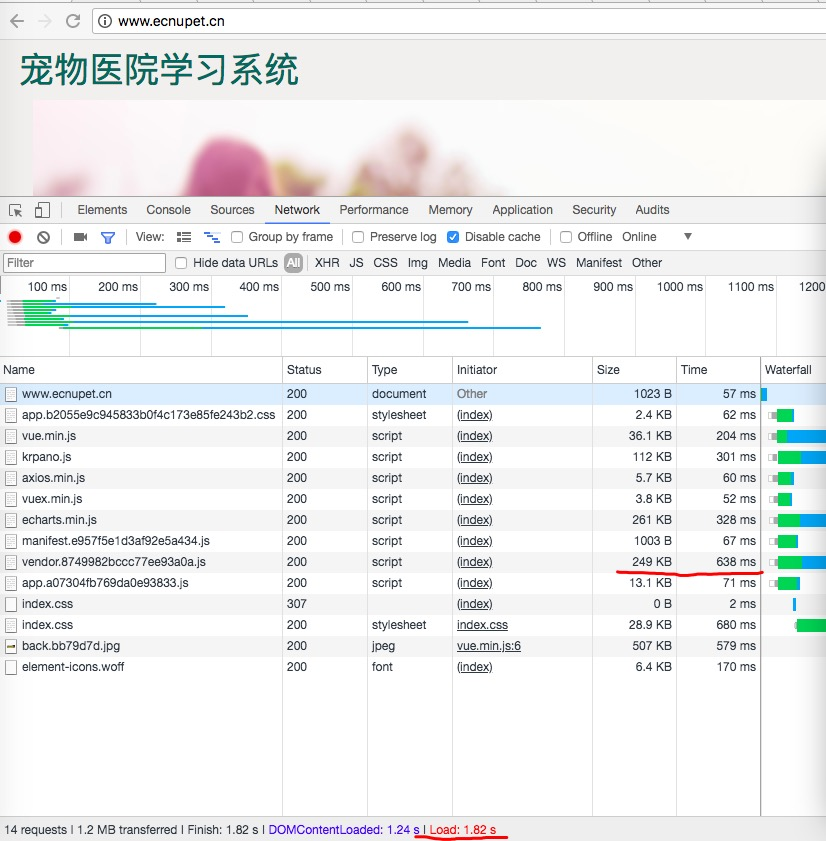 www.ecnupet.cn
宠物医院学习系统
Elements Console Sources Network Performance Memory Application Security Audits
View: Group by frame Preserve log Disable cache Offline Online
Filter Hide data URLs All XHR JS CSS Img Media Font Doc WS Manifest Other
100 ms 200 ms 300 ms 400 ms 500 ms 600 ms 700 ms 800 ms 900 ms 1000 ms 1100 ms 1200
Name Status Type Initiator Size Time Waterfall
www.ecnupet.cn 200 document Other 1023 B 57 ms
app.b2055e9c945833b0f4c173e85fe243b2.css 200 stylesheet (index) 2.4 KB 62 ms
vue.min.js 200 script (index) 36.1 KB 204 ms
krpano.js 200 script (index) 112 KB 301 ms
axios.min.js 200 script (index) 5.7 KB 60 ms
vuex.min.js 200 script (index) 3.8 KB 52 ms
echarts.min.js 200 script (index) 261 KB 328 ms
manifest.e957f5e1d3af92e5a434.js 200 script (index) 1003 B 67 ms
vendor.8749982bccc77ee93a0a.js 200 script (index) 249 KB 638 ms
app.a07304fb769da0e93833.js 200 script (index) 13.1 KB 71 ms
index.css 307 (index) 0 B 2 ms
index.css 200 stylesheet index.css 28.9 KB 680 ms
back.bb79d7d.jpg 200 jpeg vue.min.js:6 507 KB 579 ms
element-icons.woff 200 font (index) 6.4 KB 170 ms
14 requests | 1.2 MB transferred | Finish: 1.82 s | DOMContentLoaded: 1.24 s | Load: 1.82 s